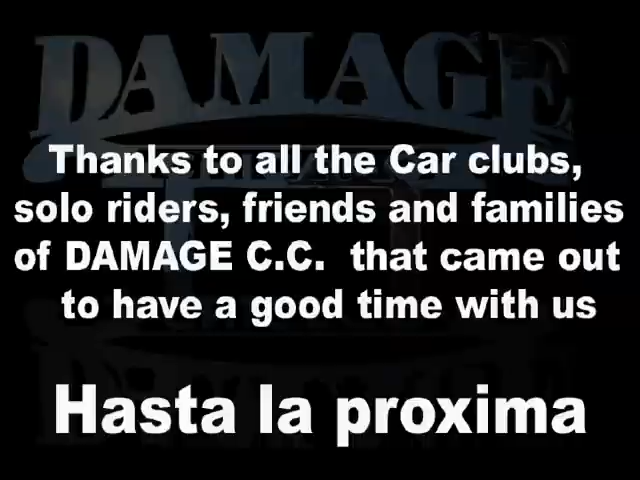 DAMAGE
Thanks to all the Car clubs,
solo riders, friends and families
of DAMAGE C.C. that came out
to have a good time with us
Hasta la proxima